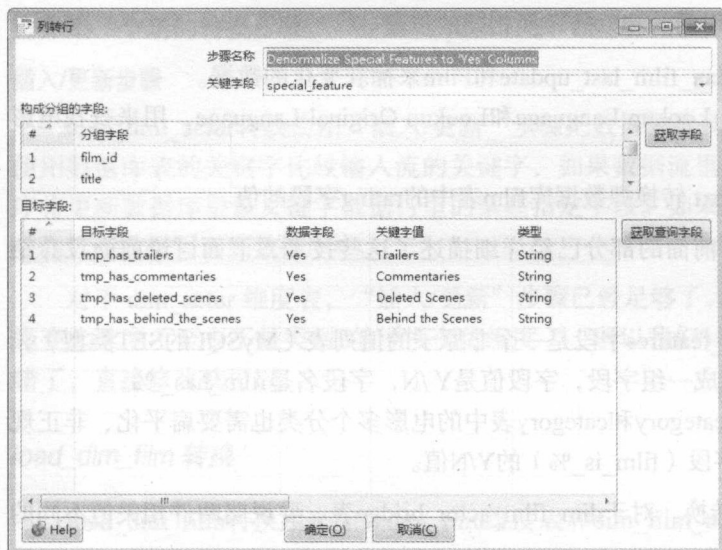 列转行
步骤名称 Denormalize Special Features to 'Yes' Columns
关键字段 special_feature
构成分组的字段:
# 分组字段
1 film_id
2 title
获取字段
目标字段:
# 目标字段 数据字段 关键字值 类型
1 tmp_has_trailers Yes Trailers String
2 tmp_has_commentaries Yes Commentaries String
3 tmp_has_deleted_scenes Yes Deleted Scenes String
4 tmp_has_behind_the_scenes Yes Behind the Scenes String
获取查询字段
Help 确定(O) 取消(C)